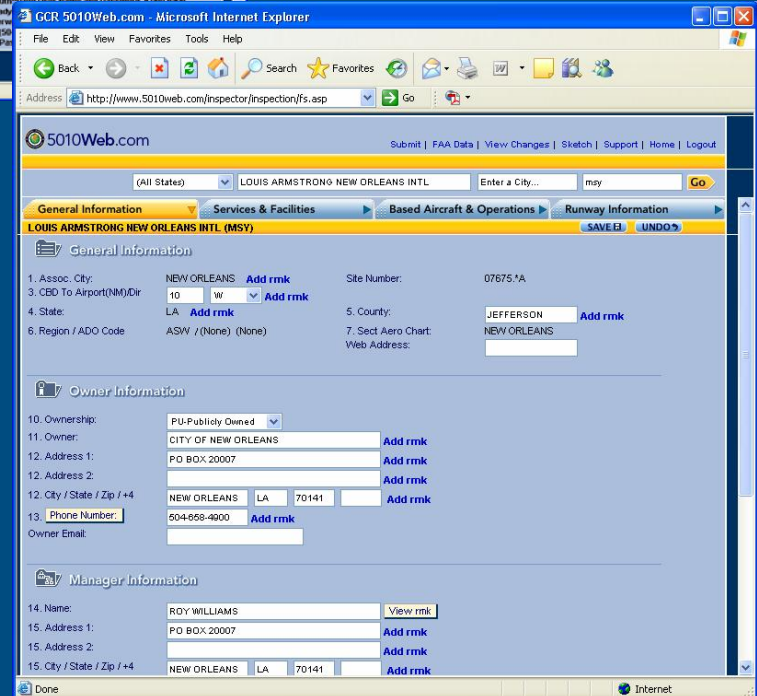 GCR 5010Web.com - Microsoft Internet Explorer
File Edit View Favorites Tools Help
Back Search Favorites
Address http://www.5010web.com/inspector/inspection/fs.asp Go
5010Web.com
Submit | FAA Data | View Changes | Sketch | Support | Home | Logout
(All States) LOUIS ARMSTRONG NEW ORLEANS INTL Enter a City... msy Go
General Information Services & Facilities Based Aircraft & Operations Runway Information
LOUIS ARMSTRONG NEW ORLEANS INTL (MSY) SAVE UNDO
General Information
1. Assoc. City: NEW ORLEANS Add rmk Site Number: 07675.*A
3. CBD To Airport(NM)/Dir 10 W Add rmk
4. State: LA Add rmk 5. County: JEFFERSON Add rmk
6. Region / ADO Code ASW / (None) (None) 7. Sect Aero Chart: NEW ORLEANS
Web Address:
Owner Information
10. Ownership: PU-Publicly Owned
11. Owner: CITY OF NEW ORLEANS Add rmk
12. Address 1: PO BOX 20007 Add rmk
12. Address 2: Add rmk
12. City / State / Zip / +4 NEW ORLEANS LA 70141 Add rmk
13. Phone Number: 504-658-4900 Add rmk
Owner Email:
Manager Information
14. Name: ROY WILLIAMS View rmk
15. Address 1: PO BOX 20007 Add rmk
15. Address 2: Add rmk
15. City / State / Zip / +4 NEW ORLEANS LA 70141 Add rmk
Done Internet